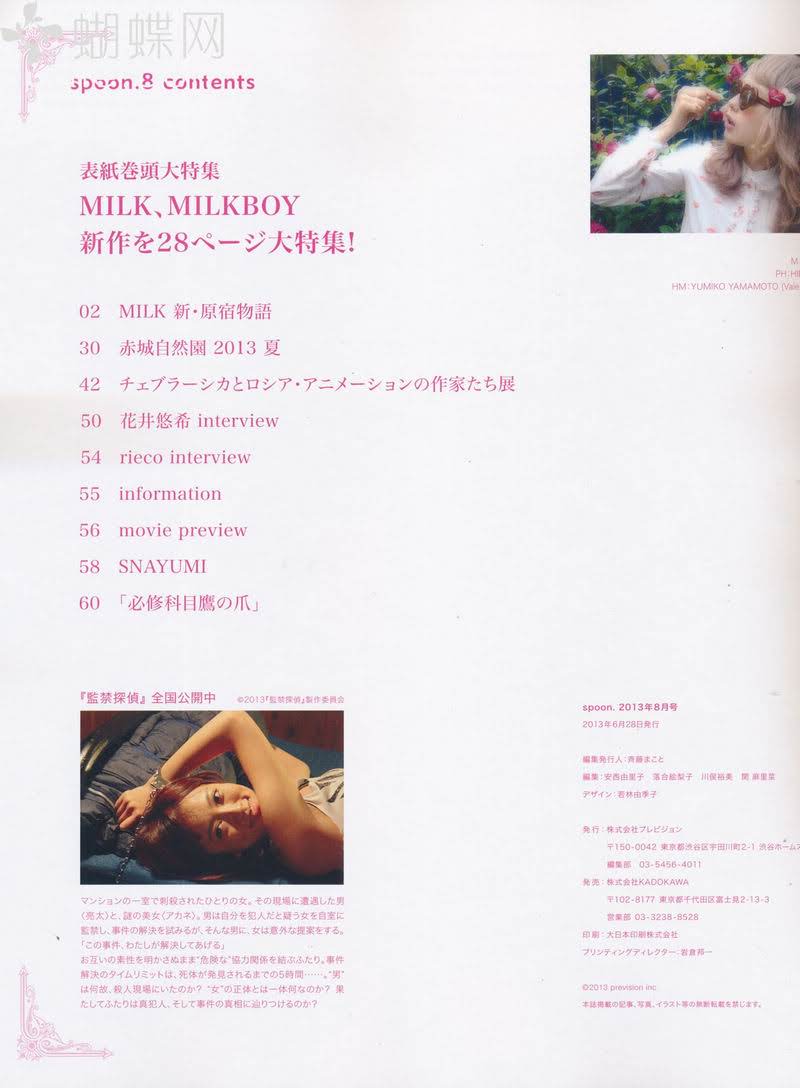 蝴蝶网
spoon.8 contents
表紙巻頭大特集
MILK、MILKBOY
新作を28ページ大特集!
02 MILK 新・原宿物語
30 赤城自然園 2013 夏
42 チェブラーシカとロシア・アニメーションの作家たち展
50 花井悠希 interview
54 rieco interview
55 information
56 movie preview
58 SNAYUMI
60 「必修科目鷹の爪」
M
PH:HI
HM:YUMIKO YAMAMOTO (Vale
『監禁探偵』 全国公開中 ©2013『監禁探偵』製作委員会
マンションの一室で刺殺されたひとりの女。その現場に遭遇した男
〈亮太〉と、謎の美女〈アカネ〉。男は自分を犯人だと疑う女を自室に
監禁し、事件の解決を試みるが、そんな男に、女は意外な提案をする。
「この事件、わたしが解決してあげる」
お互いの素性を明かさぬまま“危険な”協力関係を結ぶふたり。事件
解決のタイムリミットは、死体が発見されるまでの5時間……。“男”
は何故、殺人現場にいたのか? “女”の正体とは一体何なのか? 果
たしてふたりは真犯人、そして事件の真相に辿りつけるのか?
spoon. 2013年8月号
2013年6月28日発行
編集発行人:斉藤まこと
編集:安西由里子 落合絵梨子 川俣裕美 関 麻里菜
デザイン:若林由季子
発行:株式会社プレビジョン
〒150-0042 東京都渋谷区宇田川町2-1 渋谷ホームズ
編集部 03-5456-4011
発売:株式会社KADOKAWA
〒102-8177 東京都千代田区富士見2-13-3
営業部 03-3238-8528
印刷:大日本印刷株式会社
プリンティングディレクター:岩倉邦一
©2013 prevision inc.
本誌掲載の記事、写真、イラスト等の無断転載を禁じます。